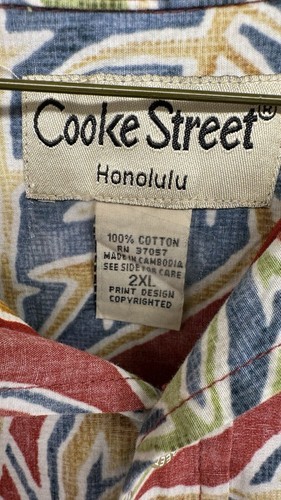 Cooke Street®
Honolulu
100% COTTON
RN 37057
MADE IN CAMBODIA
SEE SIDE FOR CARE
2XL
PRINT DESIGN
COPYRIGHTED